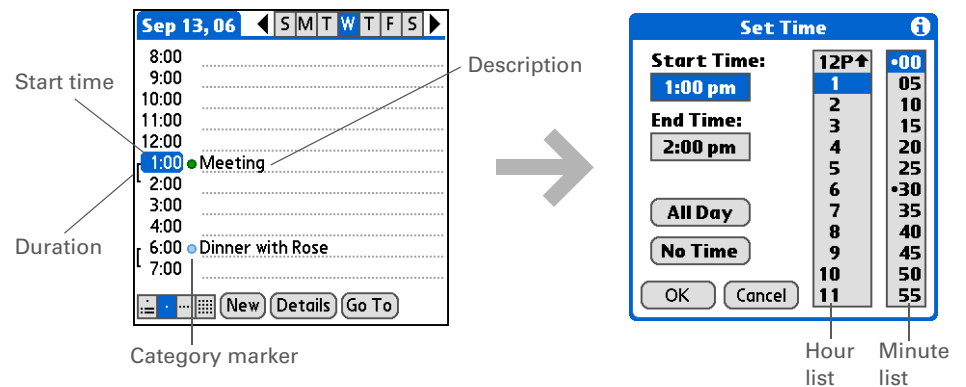 Sep 13, 06 S M T W T F S
8:00
9:00
10:00
11:00
12:00
1:00 Meeting
2:00
3:00
4:00
6:00 Dinner with Rose
7:00
New Details Go To
Start time
Description
Duration
Category marker
Set Time
Start Time:
1:00 pm
End Time:
2:00 pm
All Day
No Time
OK Cancel
12P
1
2
3
4
5
6
7
8
9
10
11
•00
05
10
15
20
25
•30
35
40
45
50
55
Hour
list
Minute
list